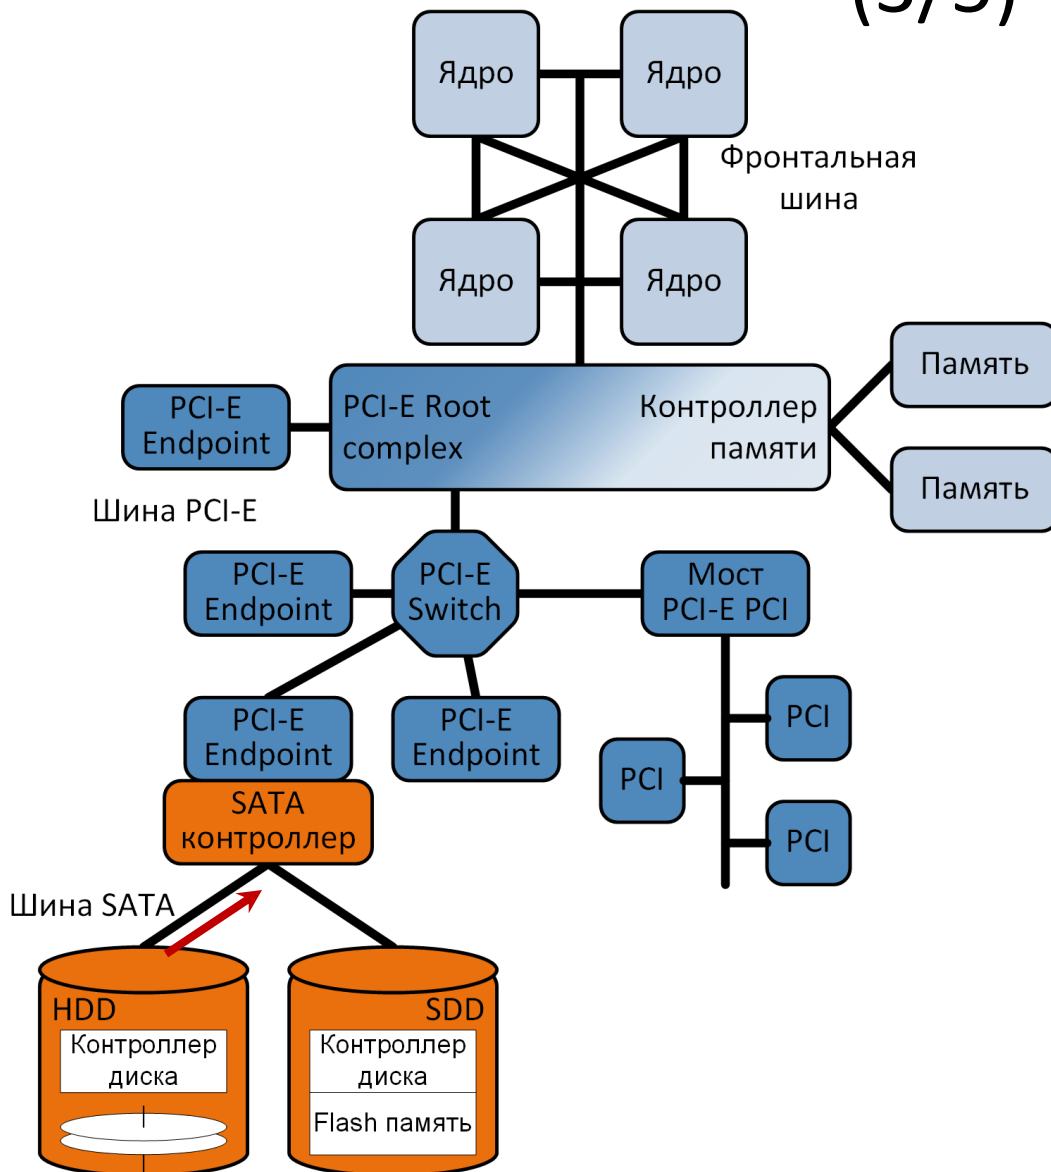 Ядро
Ядро
Фронтальная
шина
Ядро
Ядро
Память
PCI-E
Endpoint
PCI-E Root
complex
Контроллер
памяти
Память
Шина PCI-E
PCI-E
Endpoint
PCI-E
Switch
Мост
PCI-E PCI
PCI-E
Endpoint
PCI-E
Endpoint
PCI
PCI
PCI
SATA
контроллер
Шина SATA
HDD
Контроллер
диска
SDD
Контроллер
диска
Flash память